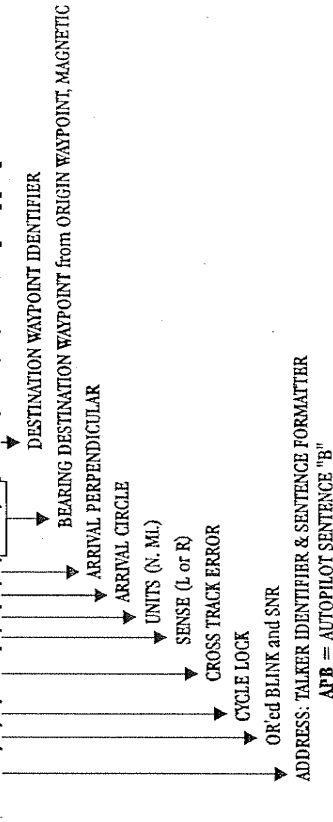 DESTINATION WAYPOINT IDENTIFIER
BEARING DESTINATION WAYPOINT from ORIGIN WAYPOINT, MAGNETIC
ARRIVAL PERPENDICULAR
ARRIVAL CIRCLE
UNITS (N. MI.)
SENSE (L or R)
CROSS TRACK ERROR
CYCLE LOCK
OR'ed BLINK and SNR
ADDRESS: TALKER IDENTIFIER & SENTENCE FORMATTER
APB = AUTOPILOT SENTENCE "B"